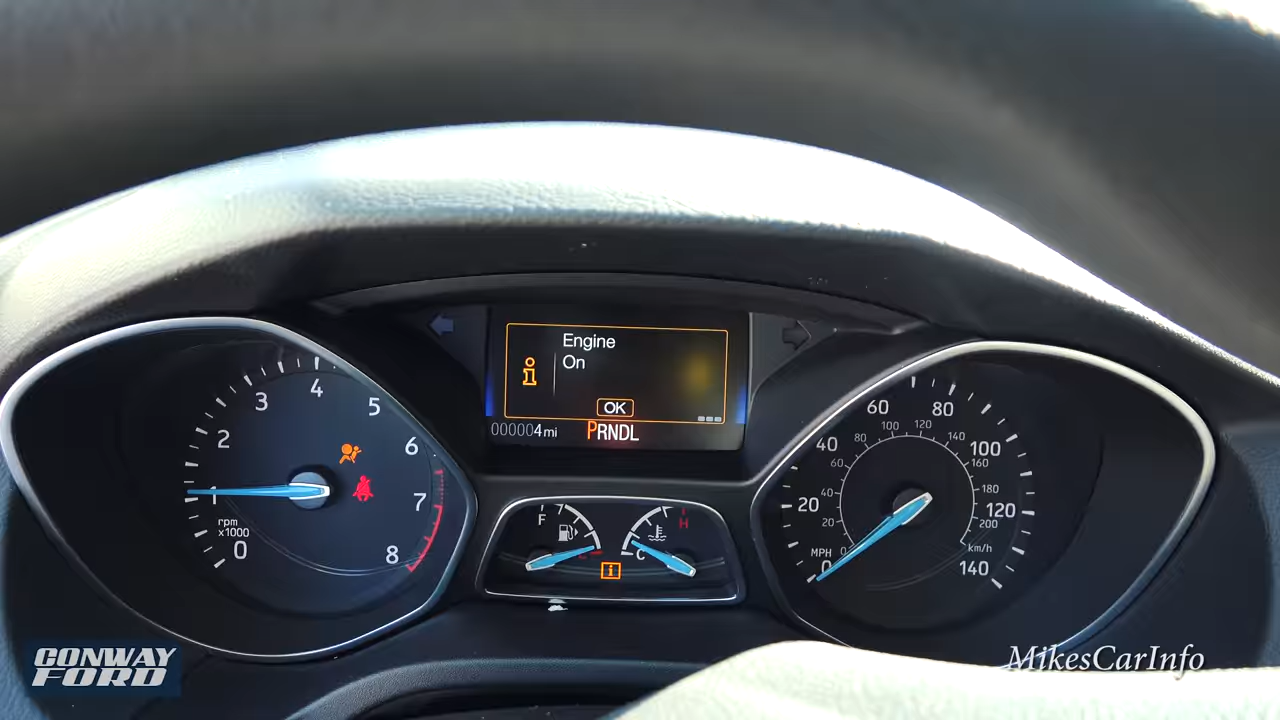 Engine
On
i
OK
000004mi PRNDL
0 1 2 3 4 5 6 7 8
rpm
x1000
F
C H
i
0 20 40 60 80 100 120 140
MPH
0 20 40 60 80 100 120 140 160 180 200
km/h
CONWAY
FORD
MikesCarInfo